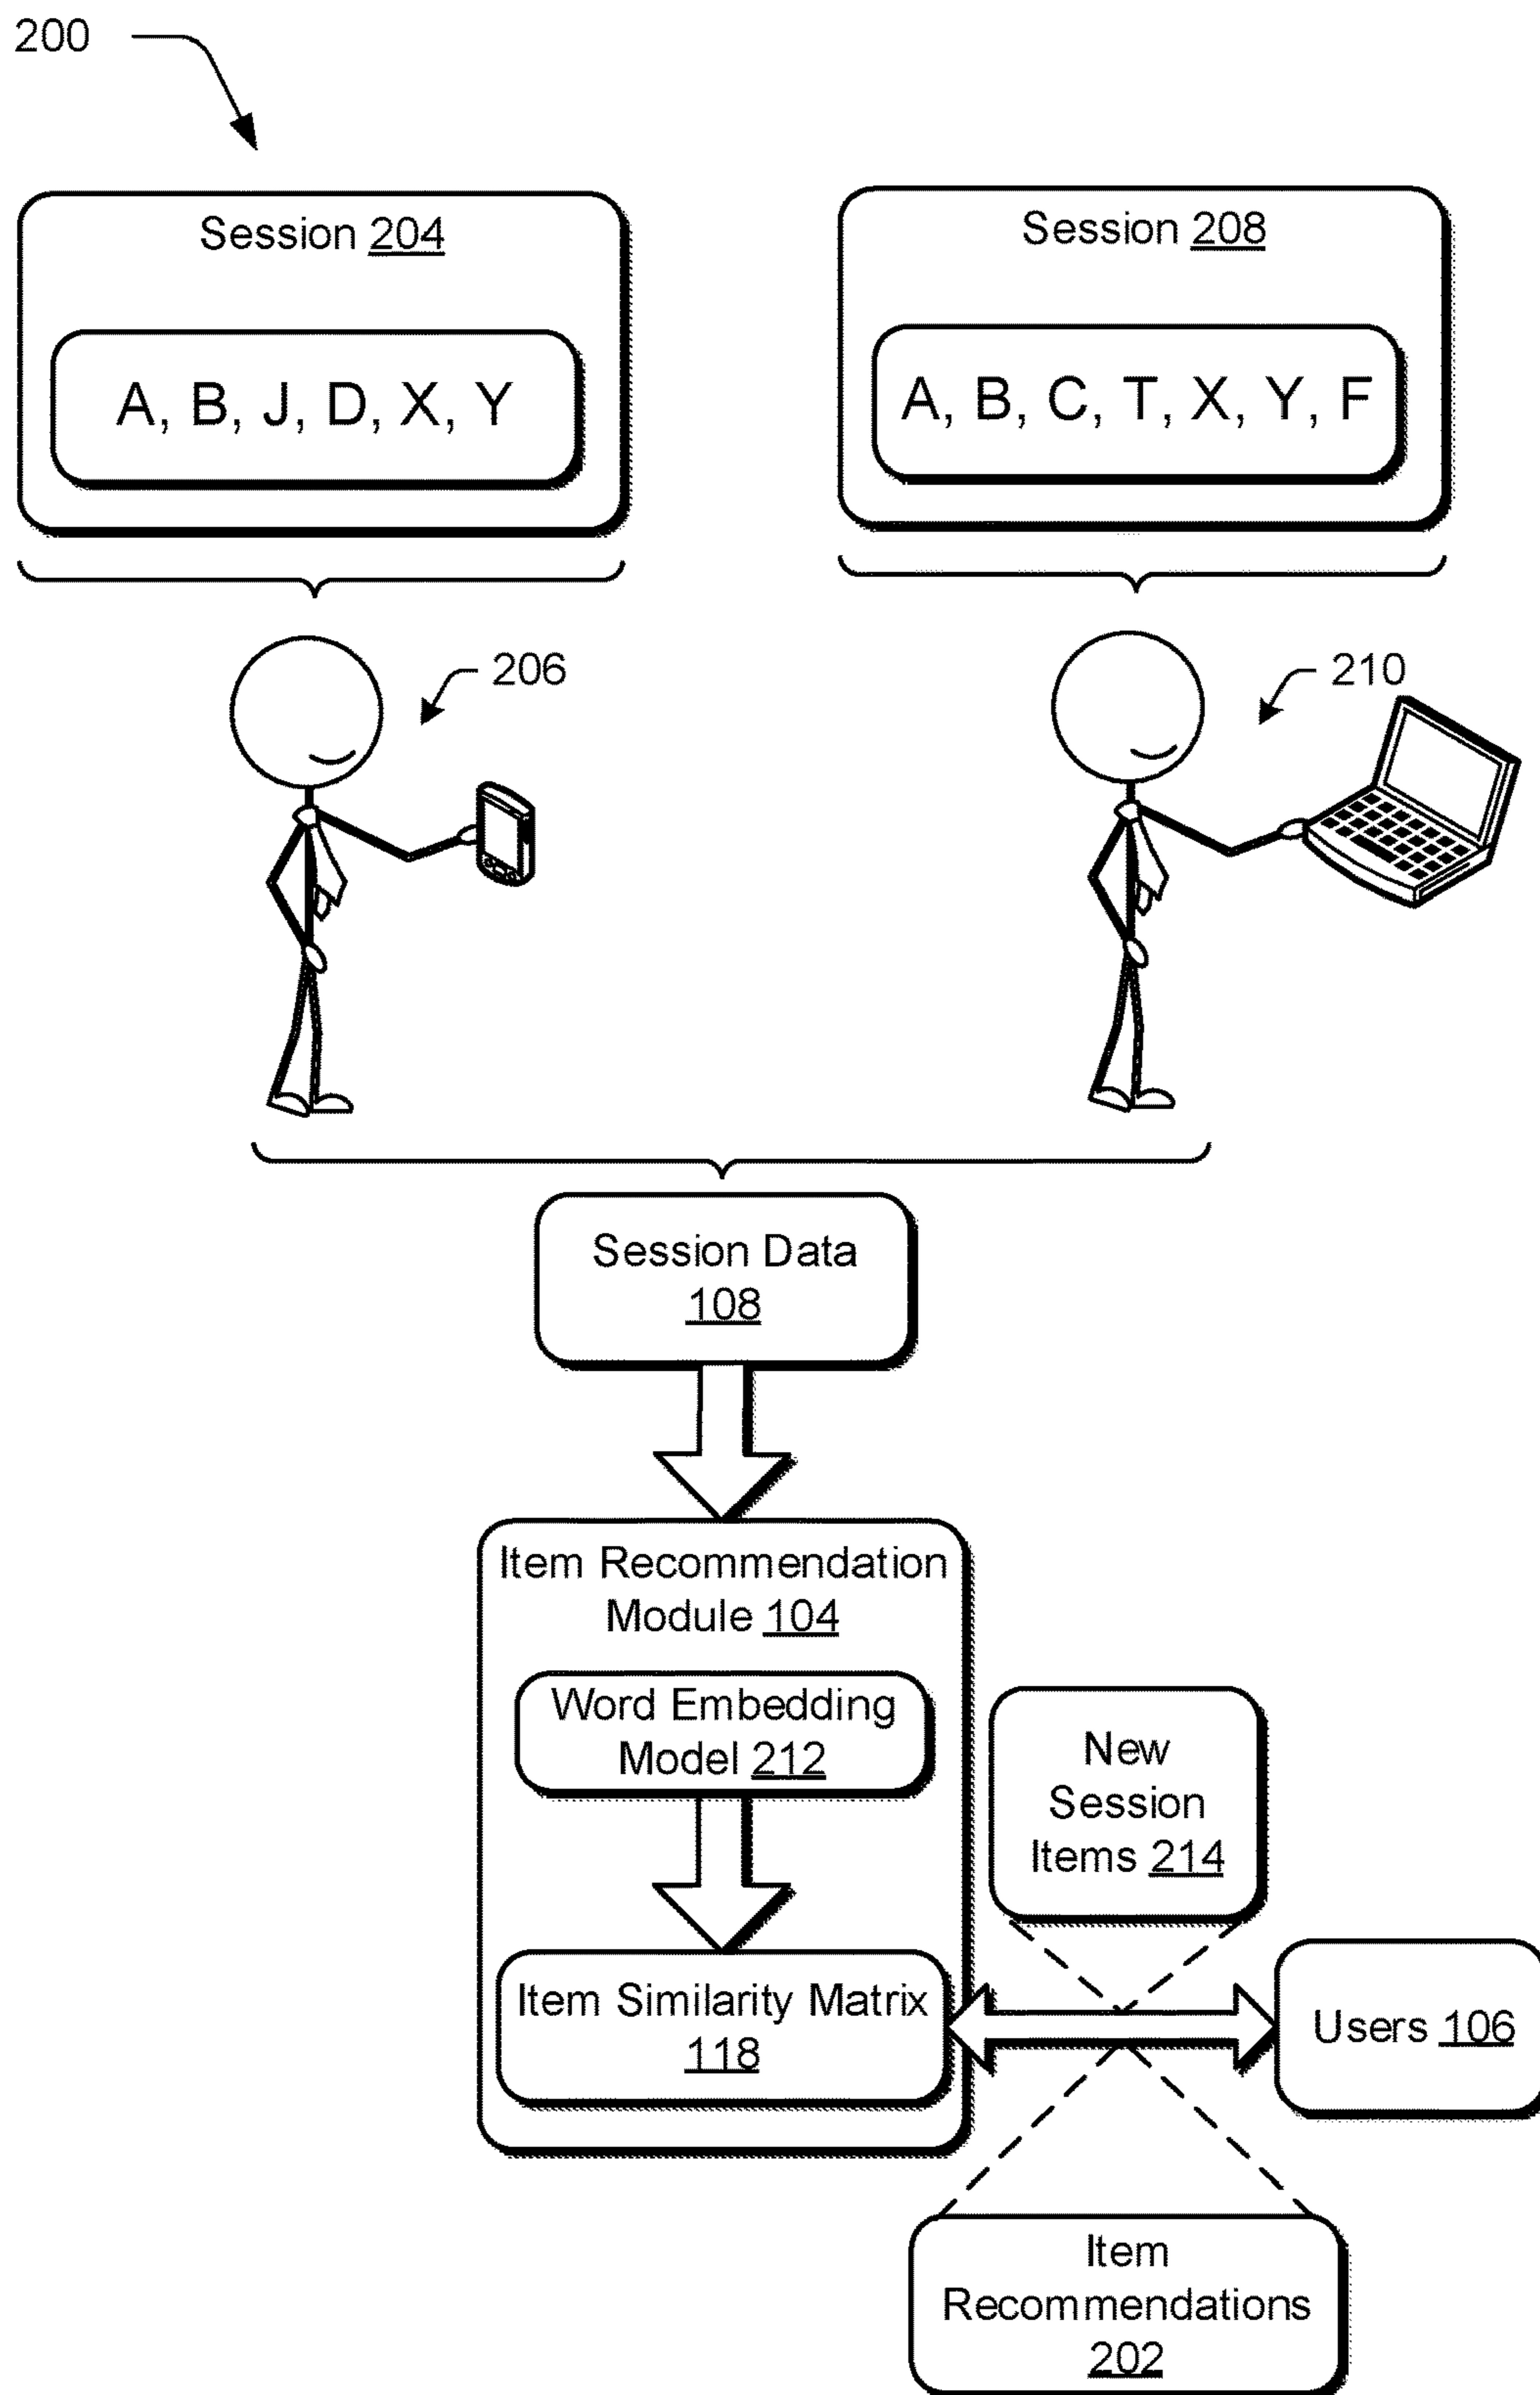 200
Session 204
A, B, J, D, X, Y
Session 208
A, B, C, T, X, Y, F
206
210
Session Data
108
Item Recommendation
Module 104
Word Embedding
Model 212
Item Similarity Matrix
118
New
Session
Items 214
Users 106
Item
Recommendations
202